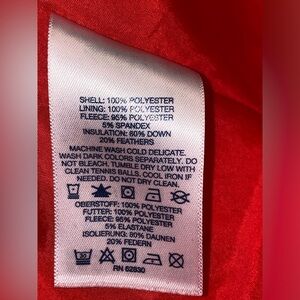 SHELL: 100% POLYESTER
LINING: 100% POLYESTER
FLEECE: 95% POLYESTER
5% SPANDEX
INSULATION: 80% DOWN
20% FEATHERS
MACHINE WASH COLD DELICATE.
WASH DARK COLORS SEPARATELY. DO
NOT BLEACH. TUMBLE DRY LOW WITH
CLEAN TENNIS BALLS. COOL IRON IF
NEEDED. DO NOT DRY CLEAN.
OBERSTOFF: 100% POLYESTER
FUTTER: 100% POLYESTER
FLEECE: 95% POLYESTER
5% ELASTANE
ISOLIERUNG: 80% DAUNEN
20% FEDERN
RN 62830